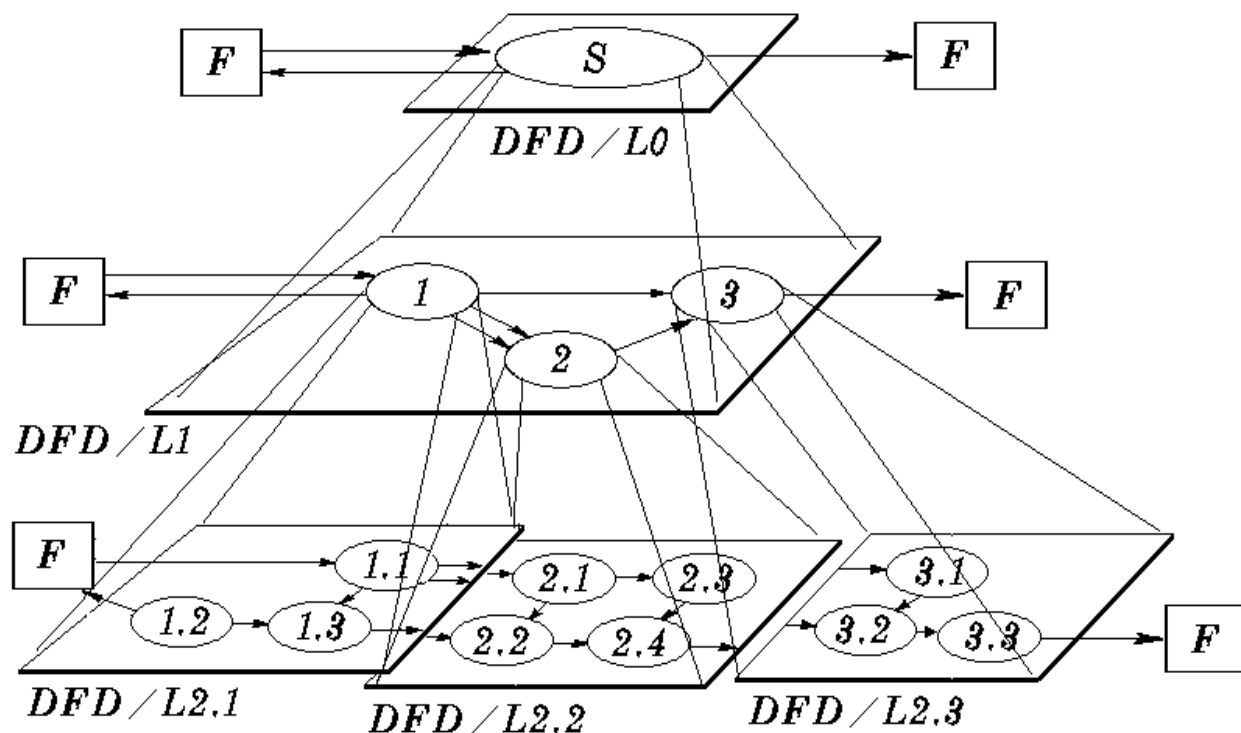 F
S
F
DFD/L0
F
1
3
F
2
DFD/L1
F
1.1
2.1
2.3
3.1
1.2
1.3
2.2
2.4
3.2
3.3
F
DFD/L2.1
DFD/L2.2
DFD/L2.3